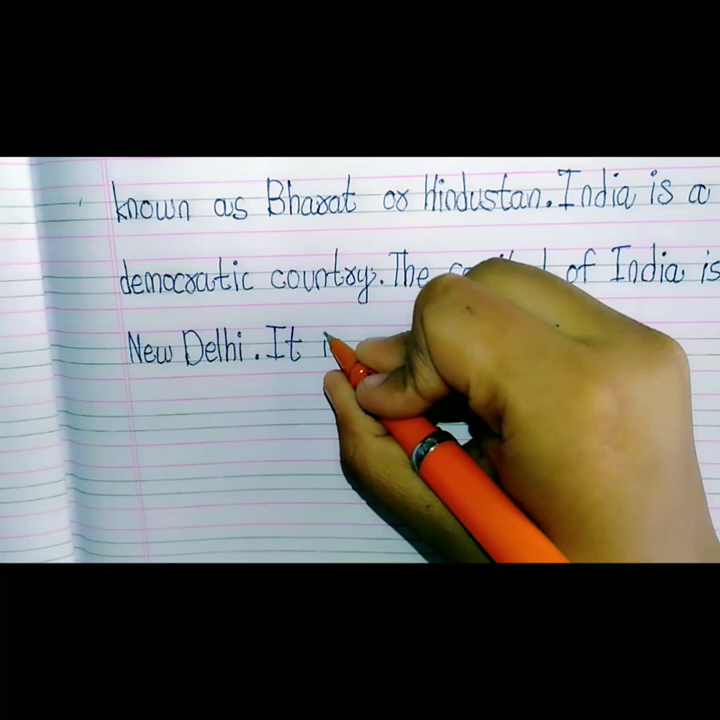 known as Bharat or Hindustan. India is a
democratic country. The of India is
New Delhi. It